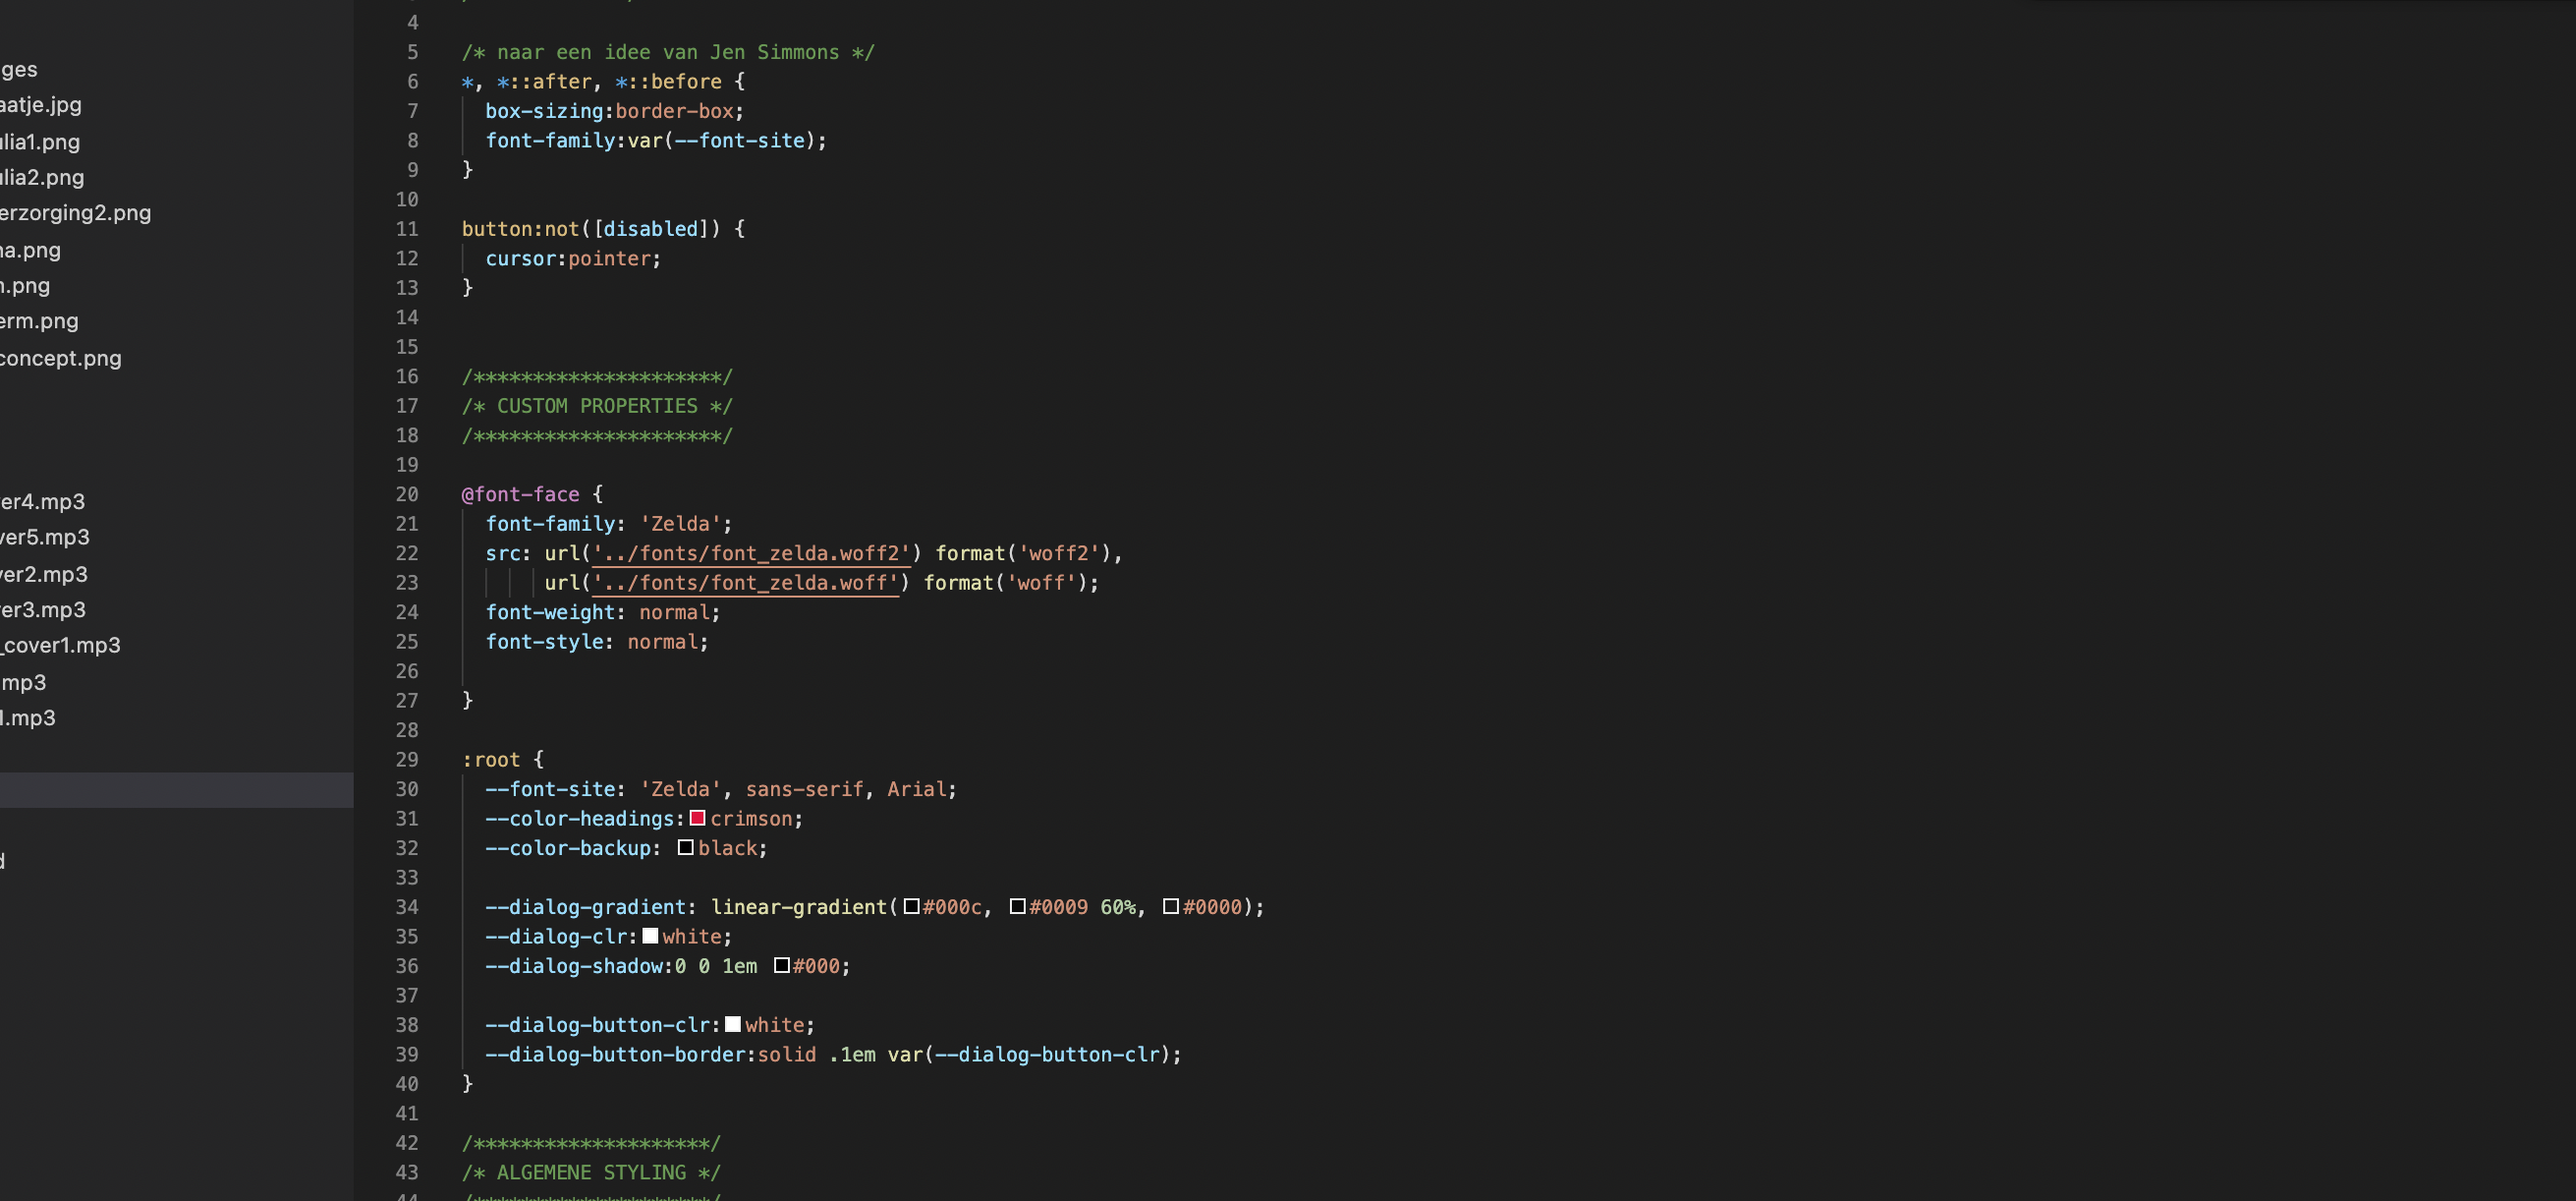 ges
aatje.jpg
ulia1.png
ulia2.png
erzorging2.png
na.png
n.png
erm.png
concept.png
er4.mp3
ver5.mp3
ver2.mp3
ver3.mp3
_cover1.mp3
.mp3
1.mp3
d
4
5 /* naar een idee van Jen Simmons */
6 *, *::after, *::before {
7 box-sizing:border-box;
8 font-family:var(--font-site);
9 }
10
11 button:not([disabled]) {
12 cursor:pointer;
13 }
14
15
16 /*********************/
17 /* CUSTOM PROPERTIES */
18 /*********************/
19
20 @font-face {
21 font-family: 'Zelda';
22 src: url('../fonts/font_zelda.woff2') format('woff2'),
23 url('../fonts/font_zelda.woff') format('woff');
24 font-weight: normal;
25 font-style: normal;
26
27 }
28
29 :root {
30 --font-site: 'Zelda', sans-serif, Arial;
31 --color-headings:crimson;
32 --color-backup: black;
33
34 --dialog-gradient: linear-gradient(#000c, #0009 60%, #0000);
35 --dialog-clr:white;
36 --dialog-shadow:0 0 1em #000;
37
38 --dialog-button-clr:white;
39 --dialog-button-border:solid .1em var(--dialog-button-clr);
40 }
41
42 /********************/
43 /* ALGEMENE STYLING */